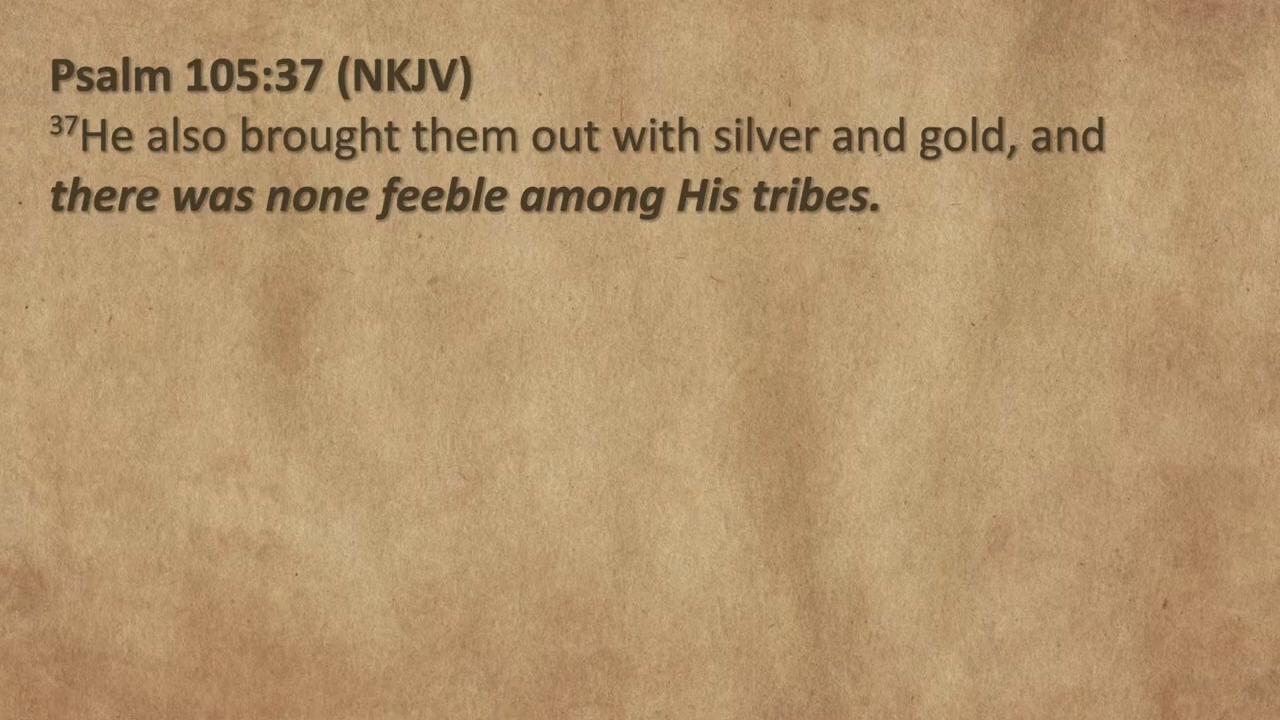 Psalm 105:37 (NKJV)
37He also brought them out with silver and gold, and
there was none feeble among His tribes.